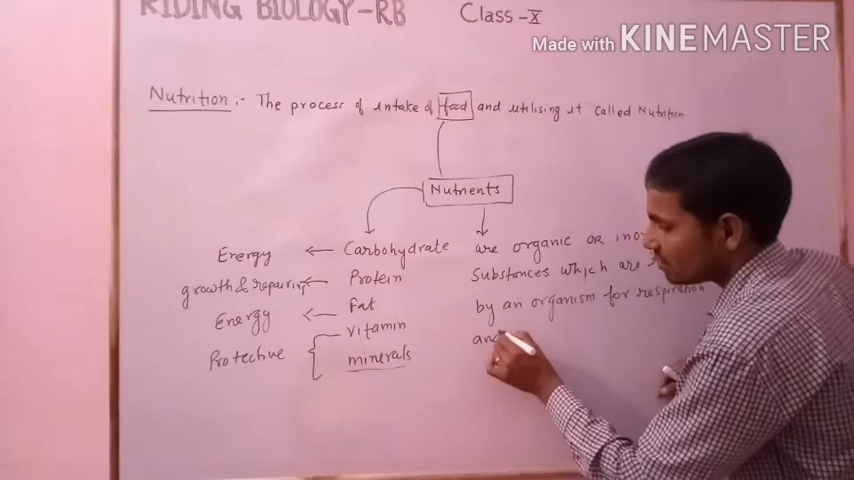 RIDING BIOLOGY-RB Class-X
Made with KINEMASTER
Nutrition :- The process of intake of food and utilising it called Nutrition
Nutrients
Energy ← Carbohydrate
growth & repairing ← Protein
Energy ← Fat
Protective { vitamin
minerals
are organic or ino
Substances which are
by an organism for respiration
and